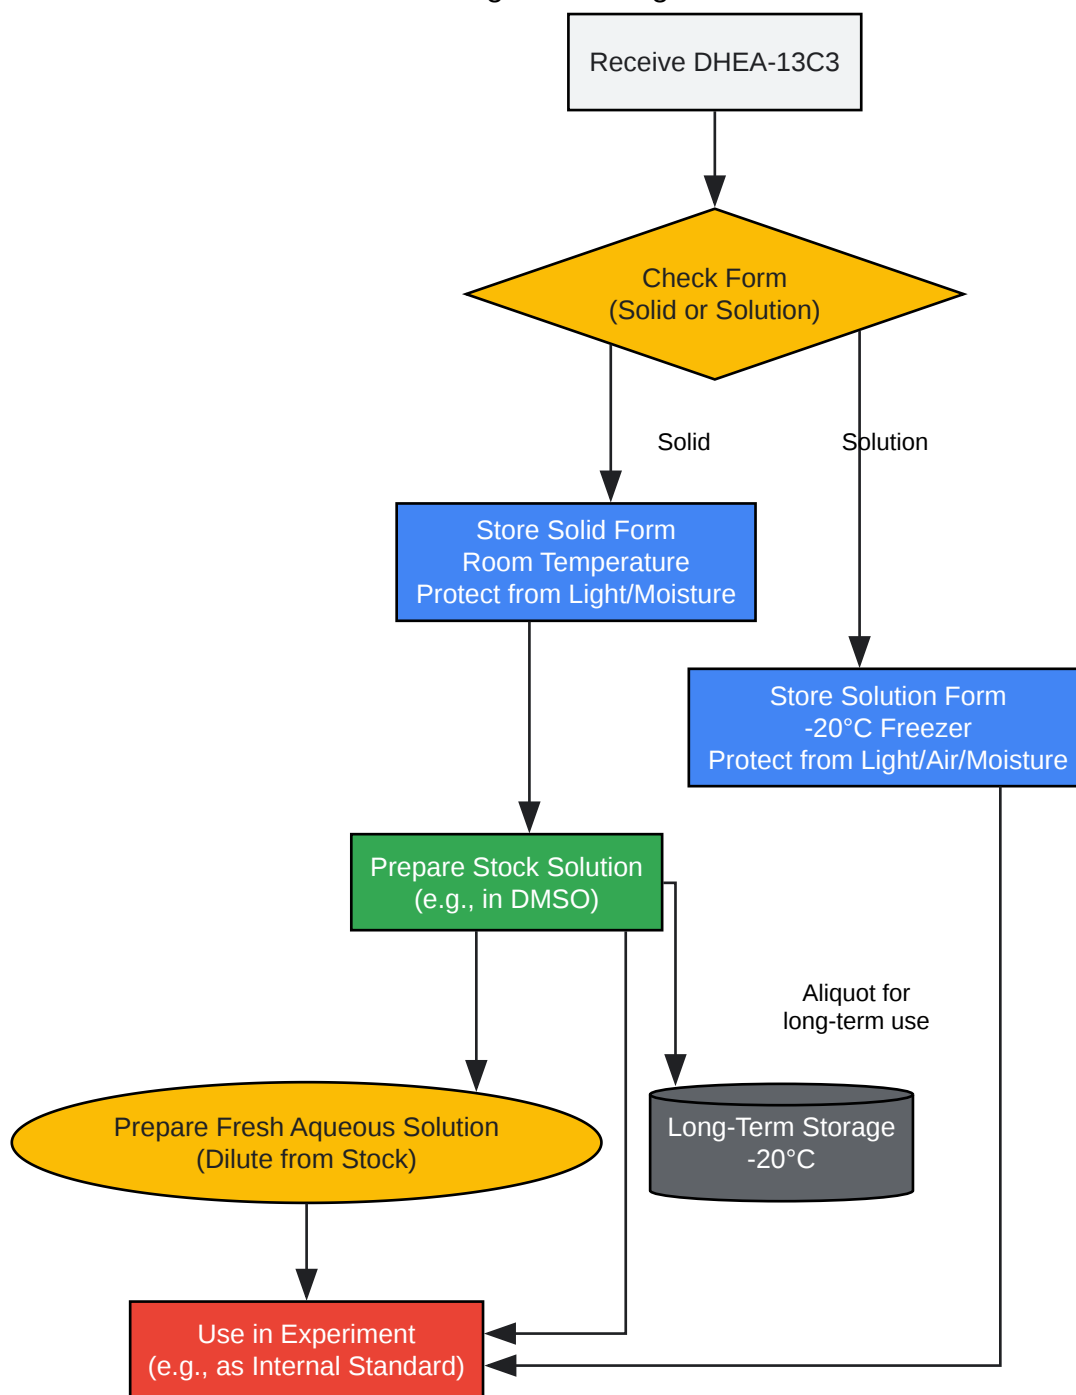 Receive DHEA-13C3
Check Form
(Solid or Solution)
Solid
Solution
Store Solid Form
Room Temperature
Protect from Light/Moisture
Store Solution Form
-20°C Freezer
Protect from Light/Air/Moisture
Prepare Stock Solution
(e.g., in DMSO)
Aliquot for
long-term use
Prepare Fresh Aqueous Solution
(Dilute from Stock)
Long-Term Storage
-20°C
Use in Experiment
(e.g., as Internal Standard)